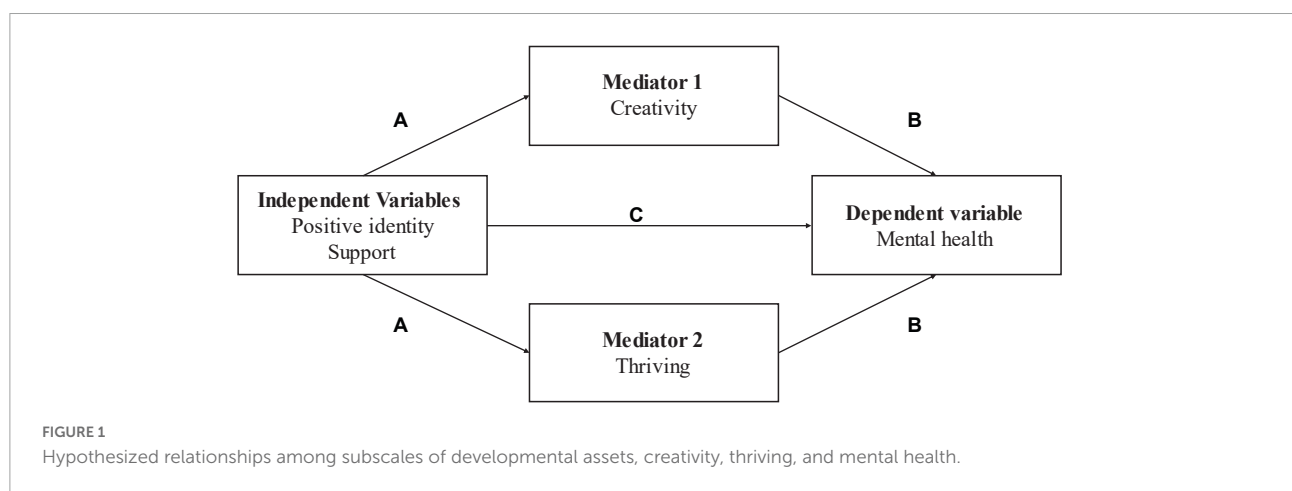 Mediator 1
Creativity
A
B
Independent Variables
Positive identity
Support
C
Dependent variable
Mental health
A
B
Mediator 2
Thriving
FIGURE 1
Hypothesized relationships among subscales of developmental assets, creativity, thriving, and mental health.